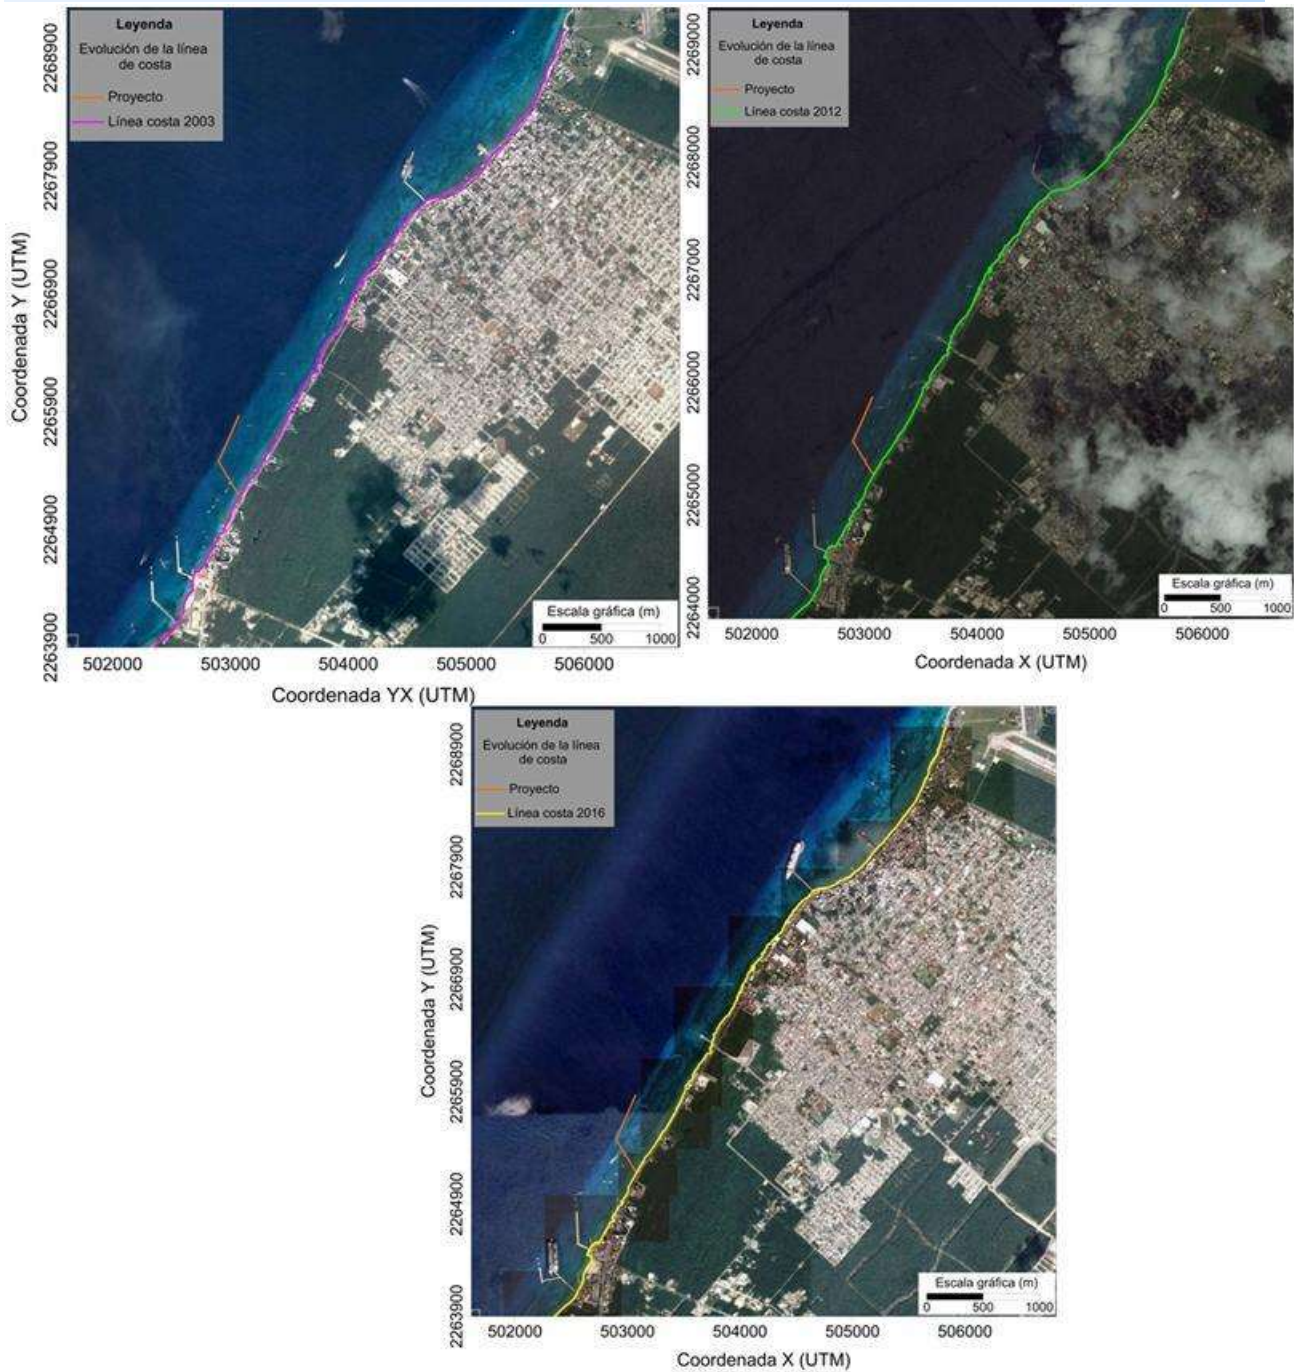 Leyenda
Evolución de la línea
de costa
Proyecto
Línea costa 2003
Coordenada Y (UTM)
2268900
2267900
2266900
2265900
2264900
2263900
Escala gráfica (m)
0 500 1000
502000 503000 504000 505000 506000
Coordenada YX (UTM)
Leyenda
Evolución de la línea
de costa
Proyecto
Línea costa 2012
2269000
2268000
2267000
2266000
2265000
2264000
Escala gráfica (m)
0 500 1000
502000 503000 504000 505000 506000
Coordenada X (UTM)
Leyenda
Evolución de la línea
de costa
Proyecto
Línea costa 2016
Coordenada Y (UTM)
2268900
2267900
2266900
2265900
2264900
2263900
Escala gráfica (m)
0 500 1000
502000 503000 504000 505000 506000
Coordenada X (UTM)